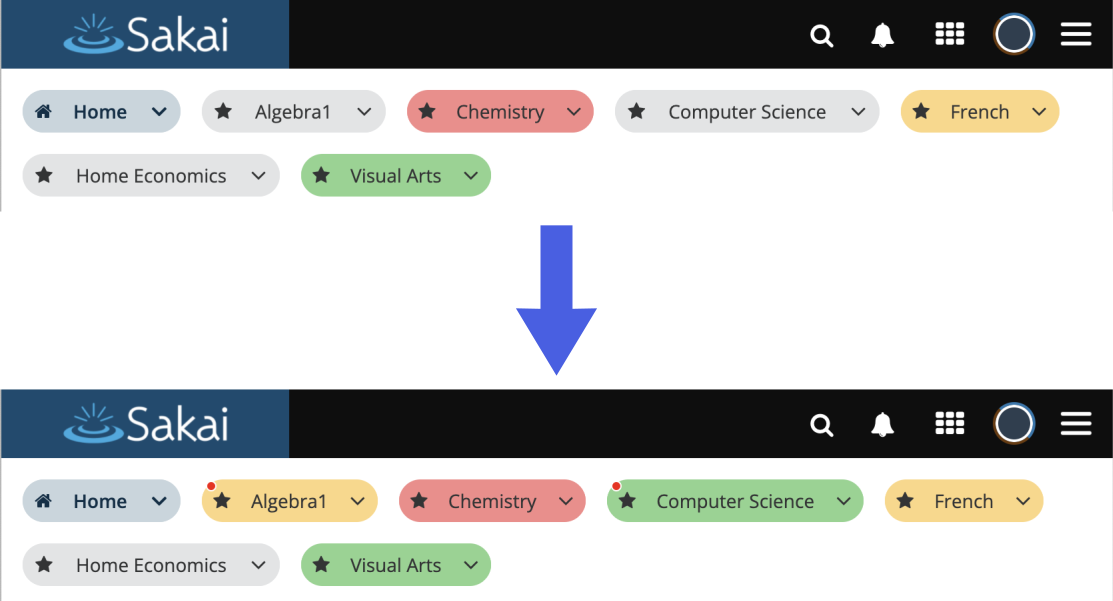 Sakai
Home Algebra1 Chemistry Computer Science French
Home Economics Visual Arts
Sakai
Home Algebra1 Chemistry Computer Science French
Home Economics Visual Arts